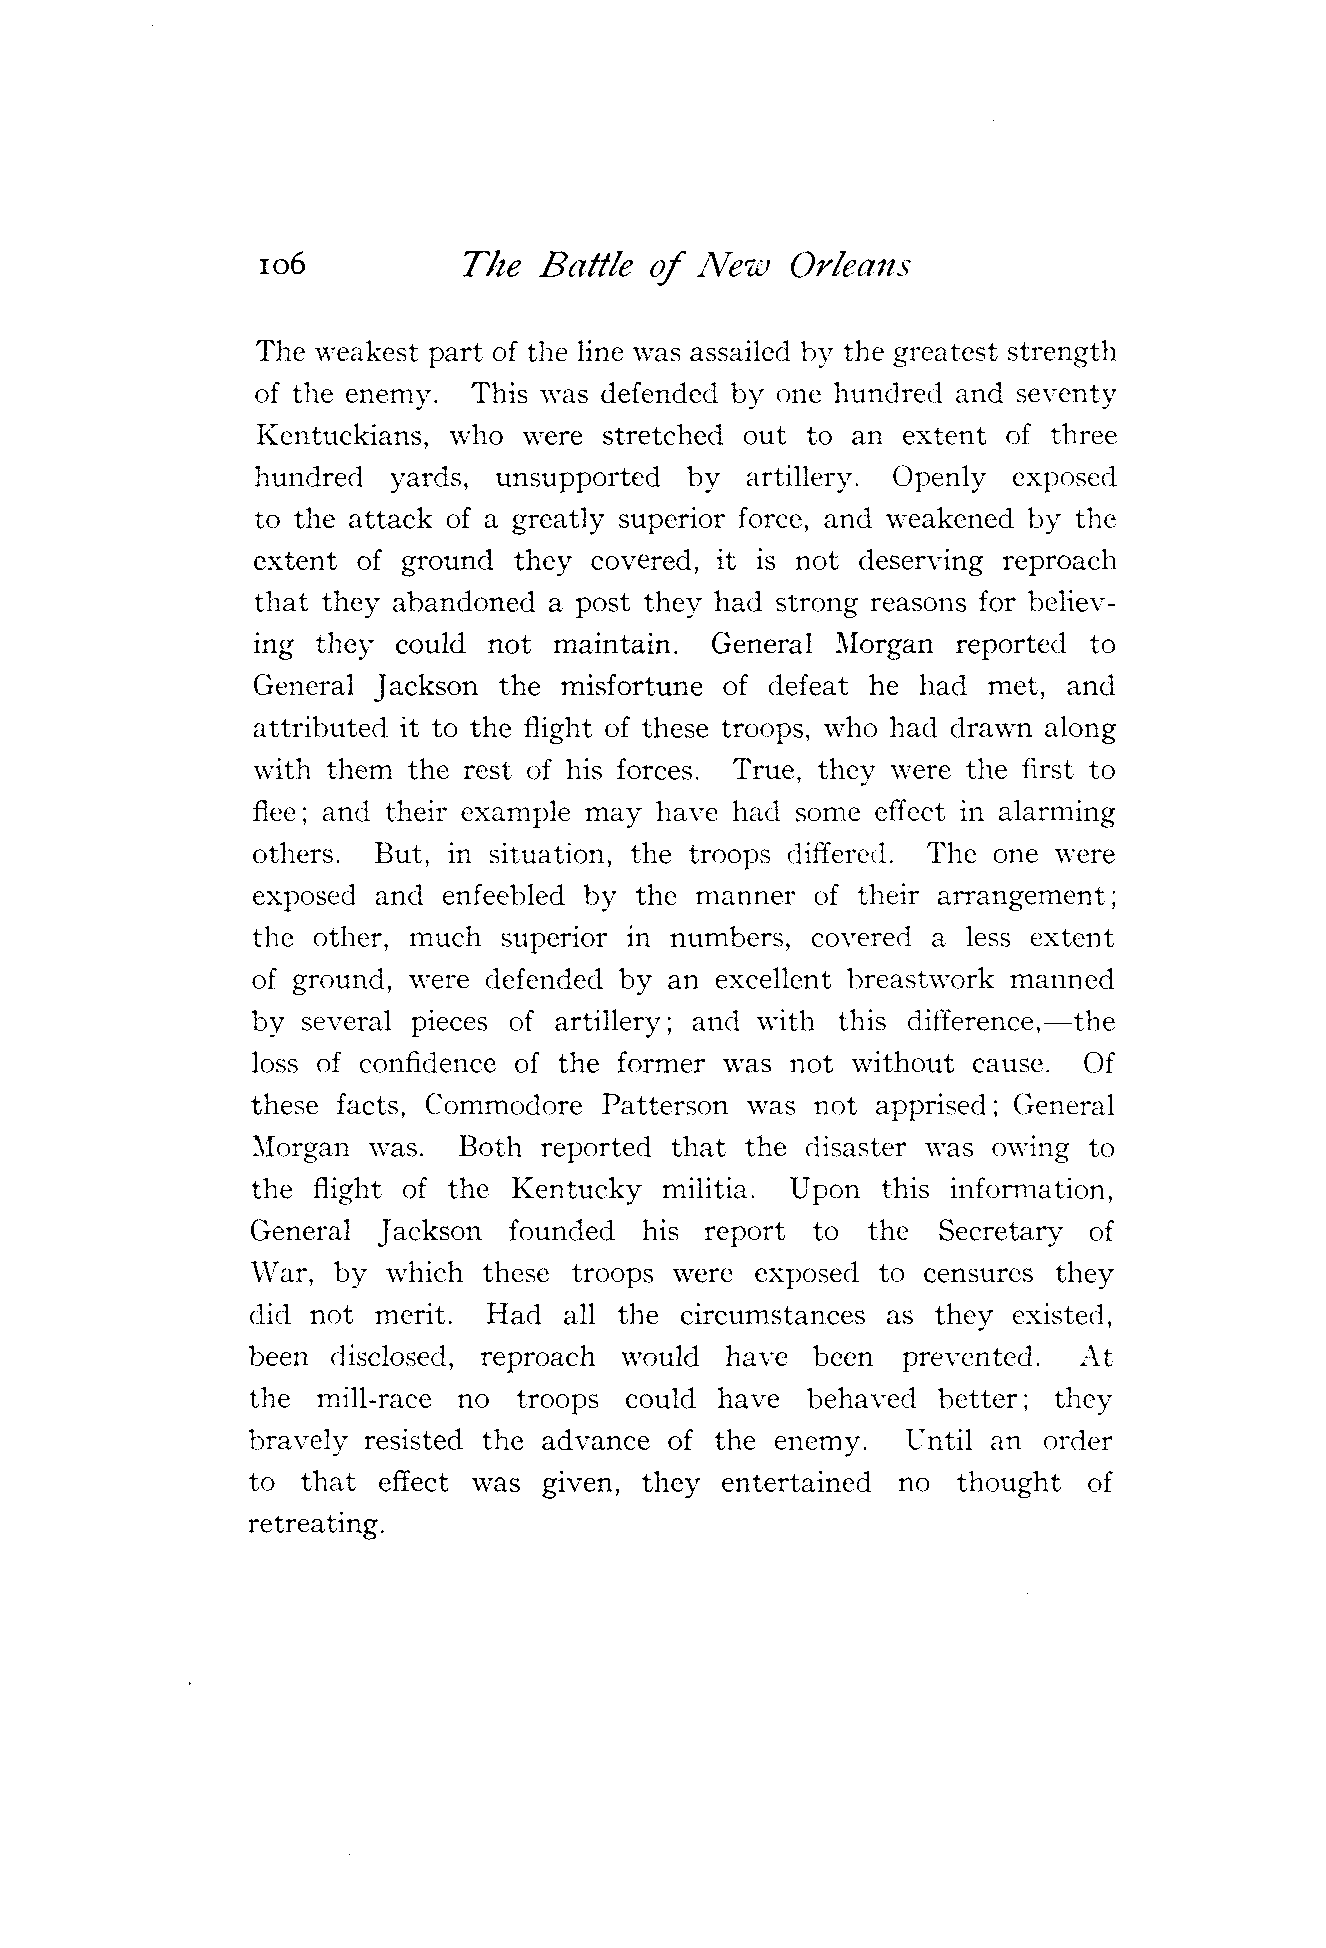 106 The Battle of New Orleans
The weakest part of the line was assailed by the greatest strength
of the enemy. This was defended by one hundred and seventy
Kentuckians, who were stretched out to an extent of three
hundred yards, unsupported by artillery. Openly exposed
to the attack of a greatly superior force, and weakened by the
extent of ground they covered, it is not deserving reproach
that they abandoned a post they had strong reasons for believ-
ing they could not maintain. General Morgan reported to
General Jackson the misfortune of defeat he had met, and
attributed it to the flight of these troops, who had drawn along
with them the rest of his forces. True, they were the first to
flee; and their example may have had some effect in alarming
others. But, in situation, the troops differed. The one were
exposed and enfeebled by the manner of their arrangement;
the other, much superior in numbers, covered a less extent
of ground, were defended by an excellent breastwork manned
by several pieces of artillery; and with this difference,—the
loss of confidence of the former was not without cause. Of
these facts, Commodore Patterson was not apprised; General
Morgan was. Both reported that the disaster was owing to
the flight of the Kentucky militia. Upon this information,
General Jackson founded his report to the Secretary of
War, by which these troops were exposed to censures they
did not merit. Had all the circumstances as they existed,
been disclosed, reproach would have been prevented. At
the mill-race no troops could have behaved better; they
bravely resisted the advance of the enemy. Until an order
to that effect was given, they entertained no thought of
retreating.